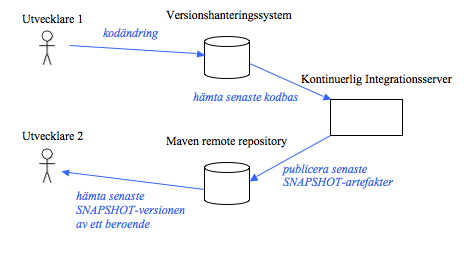 Versionshanteringssystem
Utvecklare 1
kodändring
Kontinuerlig Integrationsserver
hämta senaste kodbas
Utvecklare 2
Maven remote repository
publicera senaste
SNAPSHOT-artefakter
hämta senaste
SNAPSHOT-versionen
av ett beroende